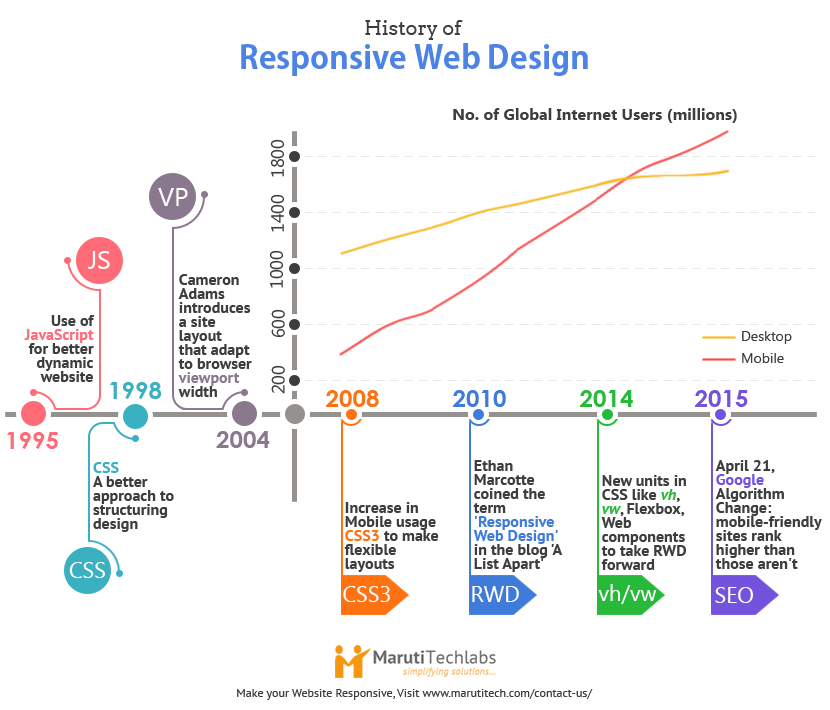 History of
Responsive Web Design
No. of Global Internet Users (millions)
1800
1400
1000
600
200
Desktop
Mobile
JS
Use of
JavaScript
for better
dynamic
website
1995
1998
CSS
A better
approach to
structuring
design
CSS
VP
Cameron
Adams
introduces
a site
layout
that adapt
to browser
viewport
width
2004
2008
Increase in
Mobile usage
CSS3 to make
flexible
layouts
CSS3
2010
Ethan
Marcotte
coined the
term
'Responsive
Web Design'
in the blog 'A
List Apart'
RWD
2014
New units in
CSS like vh,
vw, Flexbox,
Web
components
to take RWD
forward
vh/vw
2015
April 21,
Google
Algorithm
Change:
mobile-friendly
sites rank
higher than
those aren't
SEO
MarutiTechlabs
simplifying solutions...
Make your Website Responsive, Visit www.marutitech.com/contact-us/